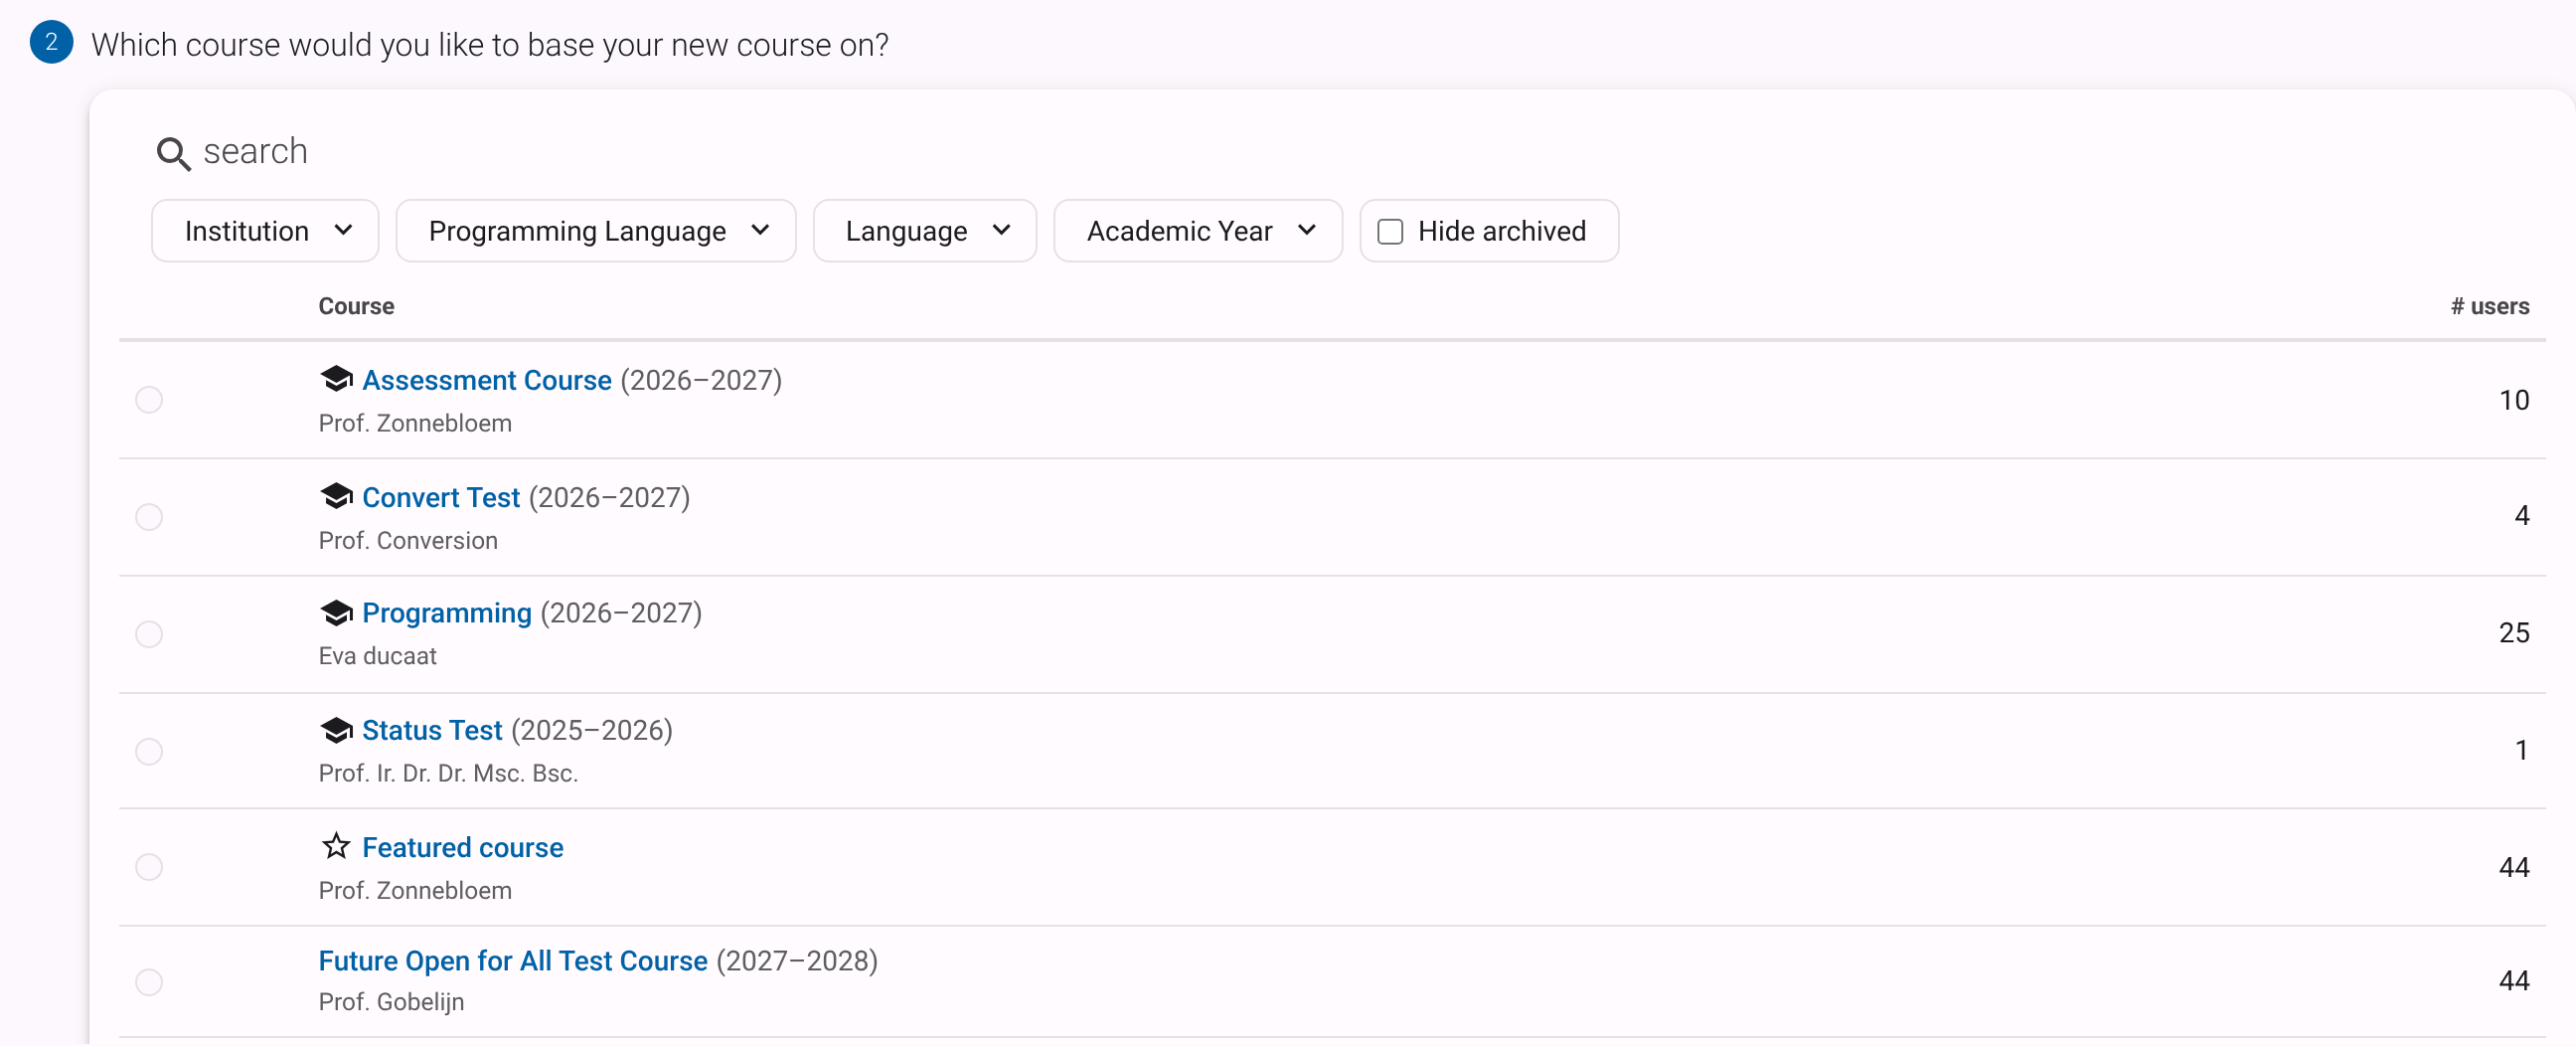 2 Which course would you like to base your new course on?
search
Institution Programming Language Language Academic Year Hide archived
Course # users
Assessment Course (2026–2027) 10
Prof. Zonnebloem
Convert Test (2026–2027) 4
Prof. Conversion
Programming (2026–2027) 25
Eva ducaat
Status Test (2025–2026) 1
Prof. Ir. Dr. Dr. Msc. Bsc.
Featured course 44
Prof. Zonnebloem
Future Open for All Test Course (2027–2028) 44
Prof. Gobelijn